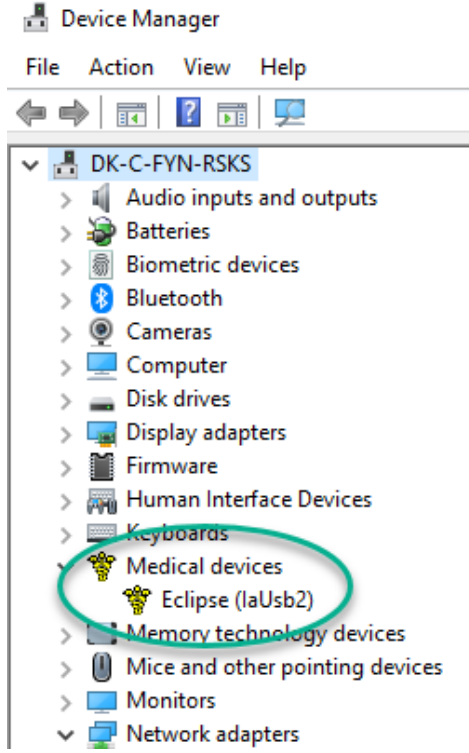 Device Manager
File Action View Help
DK-C-FYN-RSKS
Audio inputs and outputs
Batteries
Biometric devices
Bluetooth
Cameras
Computer
Disk drives
Display adapters
Firmware
Human Interface Devices
Keyboards
Medical devices
Eclipse (IaUsb2)
Memory technology devices
Mice and other pointing devices
Monitors
Network adapters